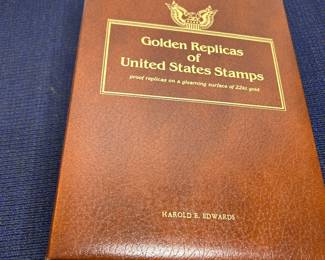 Golden Replicas
of
United States Stamps
proof replicas on a gleaming surface of 22kt gold
HAROLD E. EDWARDS